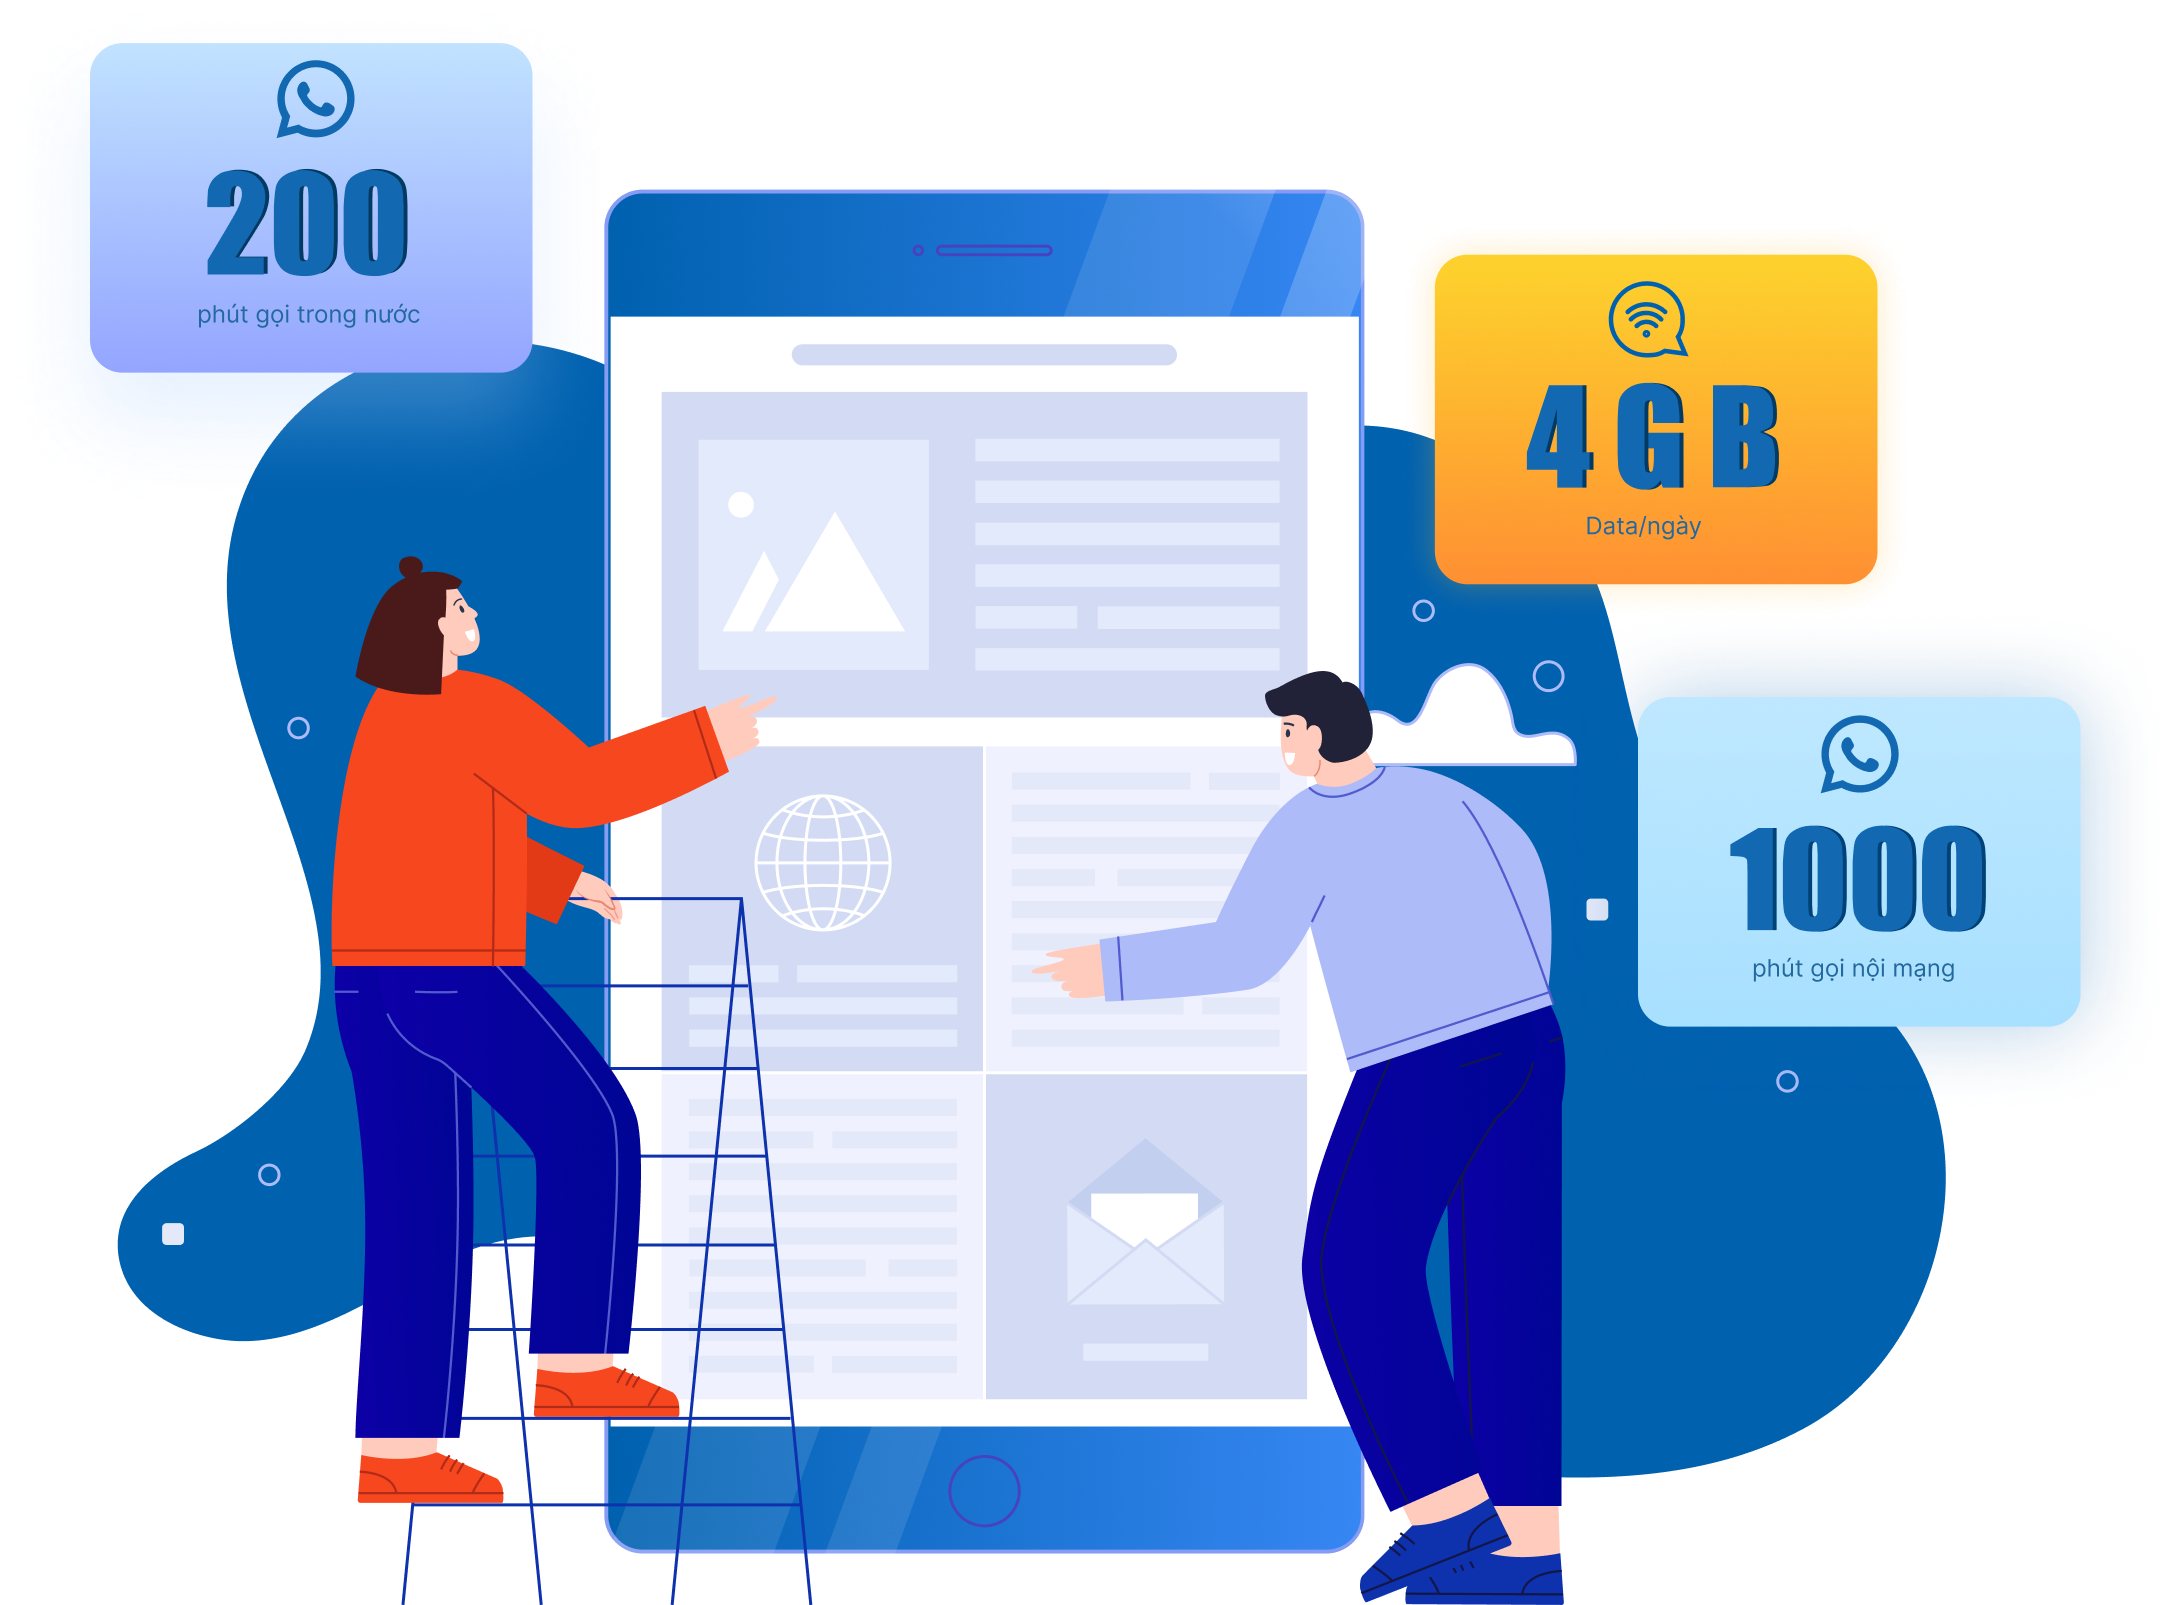 200
phút gọi trong nước
4GB
Data/ngày
1000
phút gọi nội mạng